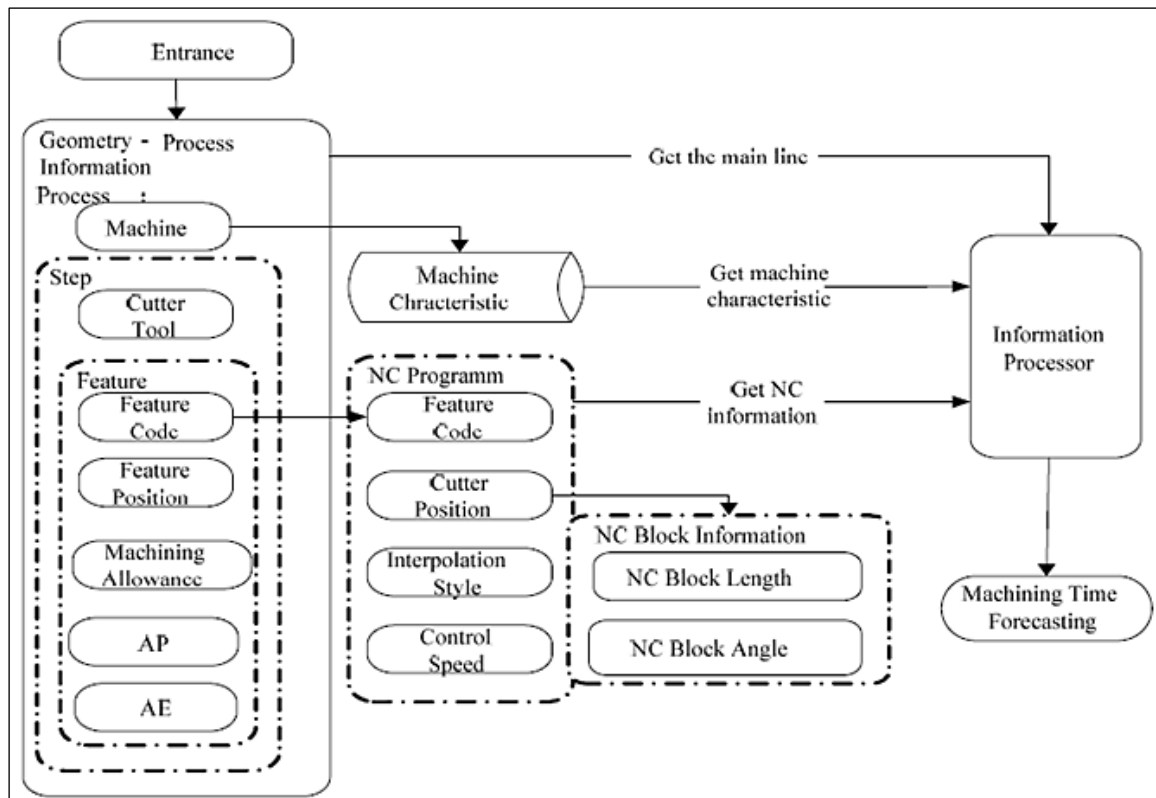 Entrance
Geometry - Process
Information
Process :
Machine
Step
Cutter
Tool
Feature
Feature
Code
Feature
Position
Machining
Allowance
AP
AE
Get the main line
Machine
Chracteristic
Get machine
characteristic
NC Programm
Feature
Code
Cutter
Position
Interpolation
Style
Control
Speed
Get NC
information
NC Block Information
NC Block Length
NC Block Angle
Information
Processor
Machining Time
Forecasting